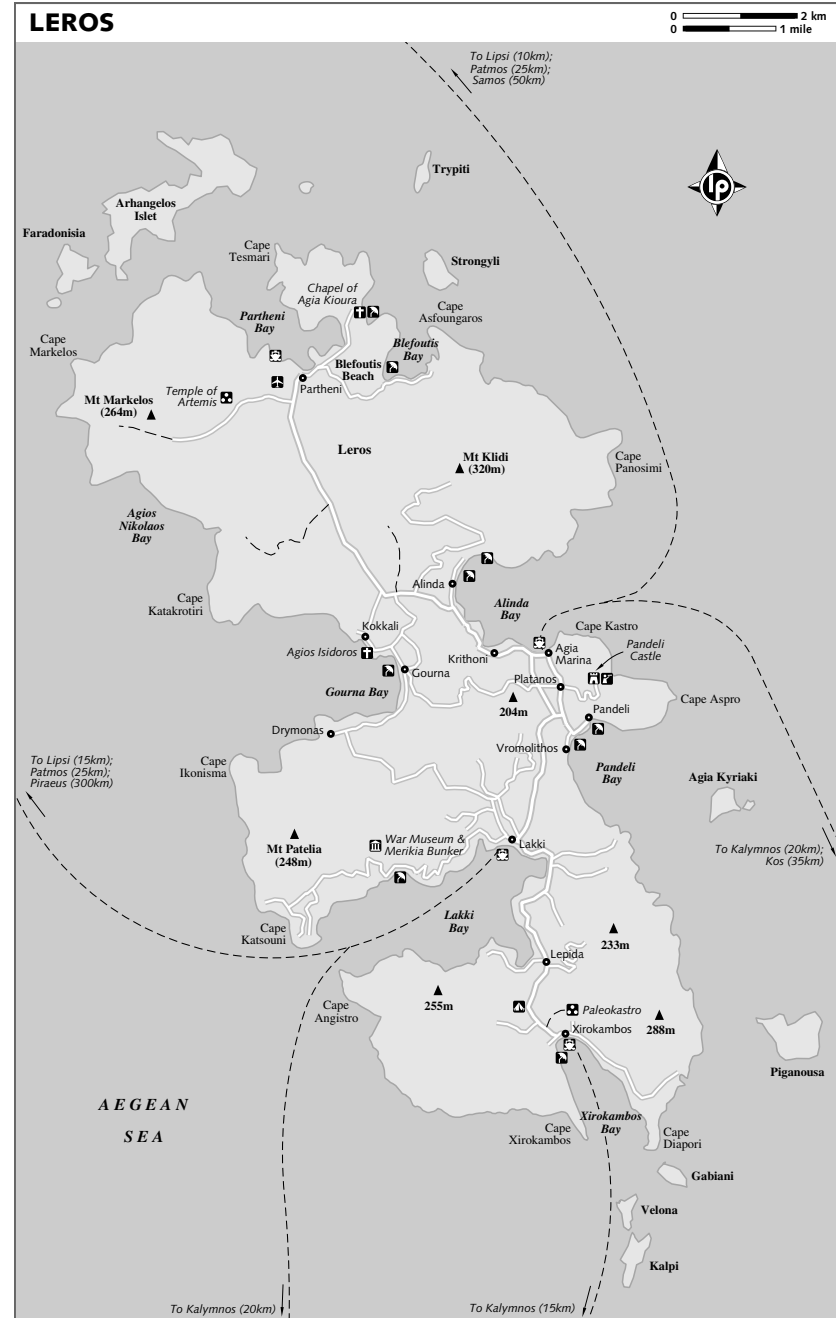 LEROS
0 2 km
0 1 mile
To Lipsi (10km);
Patmos (25km);
Samos (50km)
lp
Trypiti
Arhangelos
Islet
Faradonisia
Cape
Tesmari
Strongyli
Chapel of
Agia Kioura
Cape
Asfoungaros
Partheni
Bay
Blefoutis
Bay
Cape
Markelos
Blefoutis
Beach
Partheni
Temple of
Artemis
Mt Markelos
(264m)
Leros
Mt Klidi
(320m)
Cape
Panosimi
Agios
Nikolaos
Bay
Alinda
Cape
Katakrotiri
Alinda
Bay
Kokkali
Cape Kastro
Agios Isidoros
Krithoni
Agia
Marina
Pandeli
Castle
Gourna
Platanos
Gourna Bay
204m
Cape Aspro
Pandeli
Drymonas
Vromolithos
To Lipsi (15km);
Patmos (25km);
Piraeus (300km)
Cape
Ikonisma
Pandeli
Bay
Agia Kyriaki
Mt Patelia
(248m)
War Museum &
Merikia Bunker
Lakki
To Kalymnos (20km);
Kos (35km)
Lakki
Bay
Cape
Katsouni
233m
Lepida
Cape
Angistro
255m
Paleokastro
288m
Xirokambos
Piganousa
AEGEAN
SEA
Xirokambos
Bay
Cape
Xirokambos
Cape
Diapori
Gabiani
Velona
Kalpi
To Kalymnos (20km)
To Kalymnos (15km)